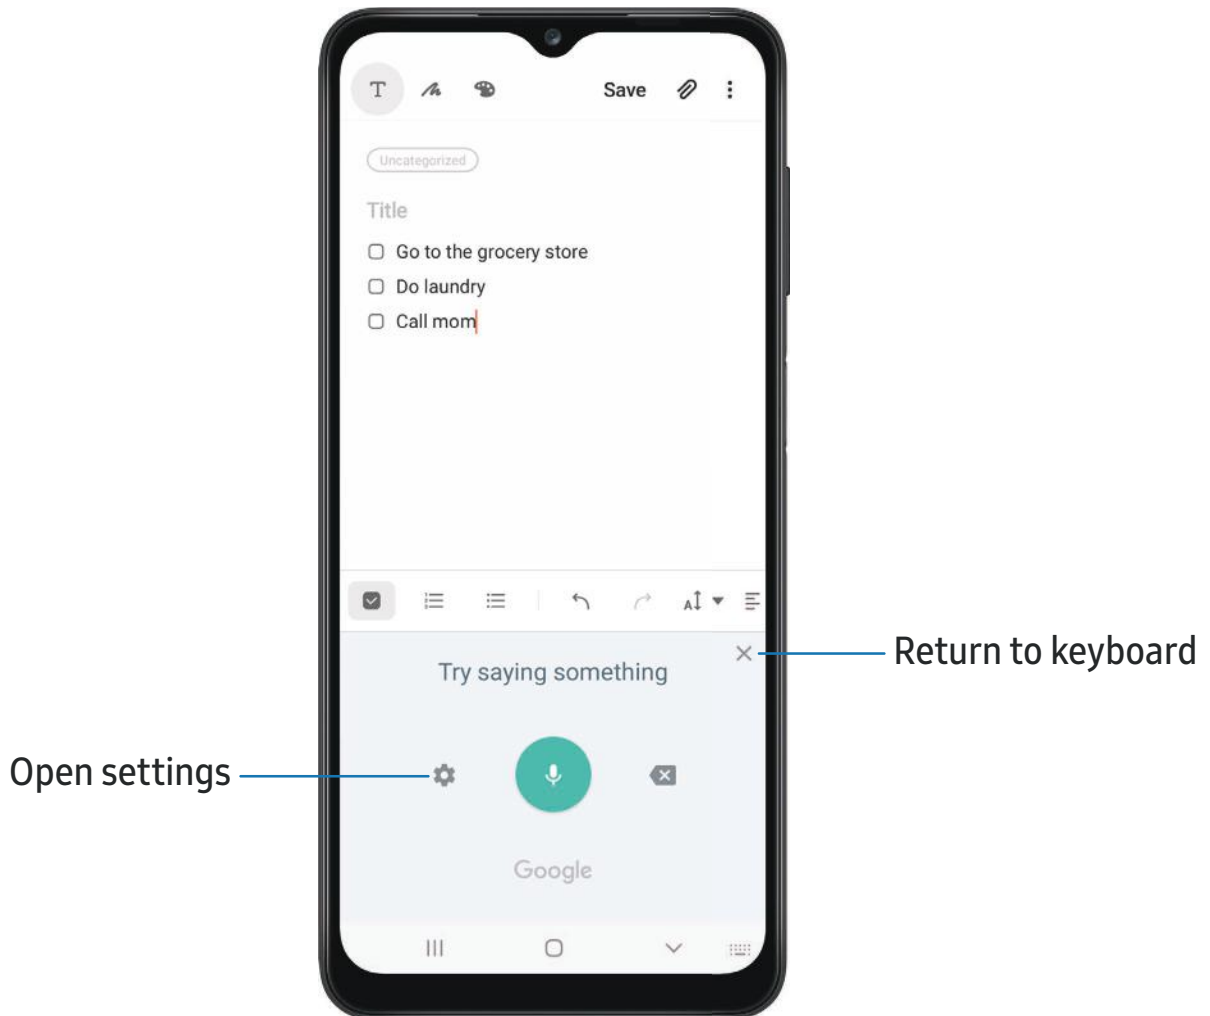 T
Save
Uncategorized
Title
Go to the grocery store
Do laundry
Call mom
A
Try saying something
Return to keyboard
Open settings
Google